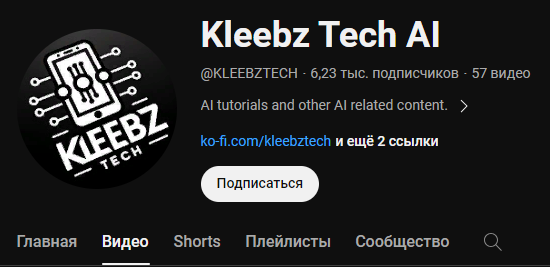 Kleebz Tech AI
@KLEEBZTECH · 6,23 тыс. подписчиков · 57 видео
AI tutorials and other AI related content.
ko-fi.com/kleebztech и ещё 2 ссылки
KLEEBZ
TECH
Подписаться
Главная Видео Shorts Плейлисты Сообщество